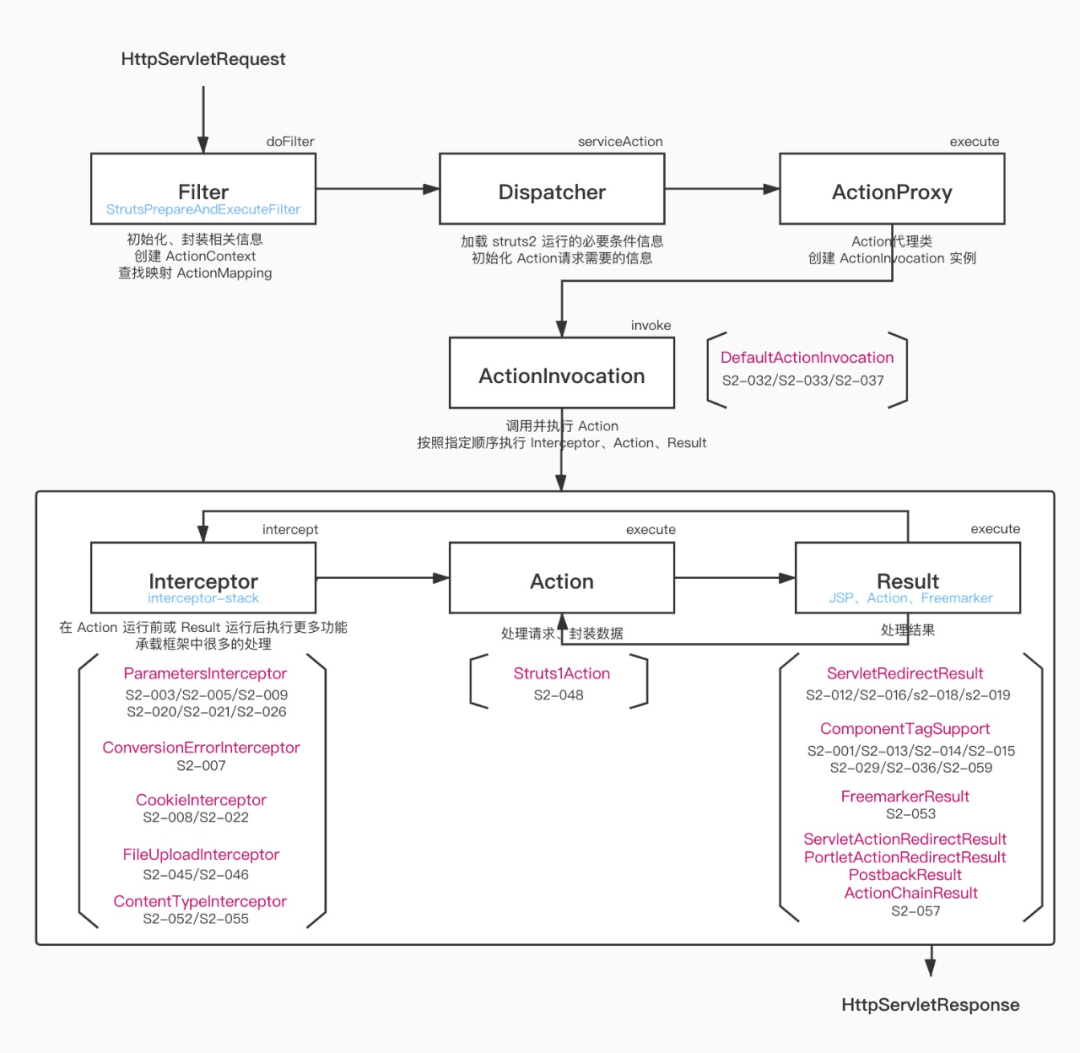 HttpServletRequest
doFilter
Filter
StrutsPrepareAndExecuteFilter
初始化、封装相关信息
创建 ActionContext
查找映射 ActionMapping
serviceAction
Dispatcher
加载 struts2 运行的必要条件信息
初始化 Action请求需要的信息
execute
ActionProxy
Action代理类
创建 ActionInvocation 实例
invoke
ActionInvocation
调用并执行 Action
按照指定顺序执行 Interceptor、Action、Result
DefaultActionInvocation
S2-032/S2-033/S2-037
intercept
Interceptor
interceptor-stack
在 Action 运行前或 Result 运行后执行更多功能
承载框架中很多的处理
ParametersInterceptor
S2-003/S2-005/S2-009
S2-020/S2-021/S2-026
ConversionErrorInterceptor
S2-007
CookieInterceptor
S2-008/S2-022
FileUploadInterceptor
S2-045/S2-046
ContentTypeInterceptor
S2-052/S2-055
execute
Action
处理请求、封装数据
Struts1Action
S2-048
execute
Result
JSP、Action、Freemarker
处理结果
ServletRedirectResult
S2-012/S2-016/s2-018/s2-019
ComponentTagSupport
S2-001/S2-013/S2-014/S2-015
S2-029/S2-036/S2-059
FreemarkerResult
S2-053
ServletActionRedirectResult
PortletActionRedirectResult
PostbackResult
ActionChainResult
S2-057
HttpServletResponse